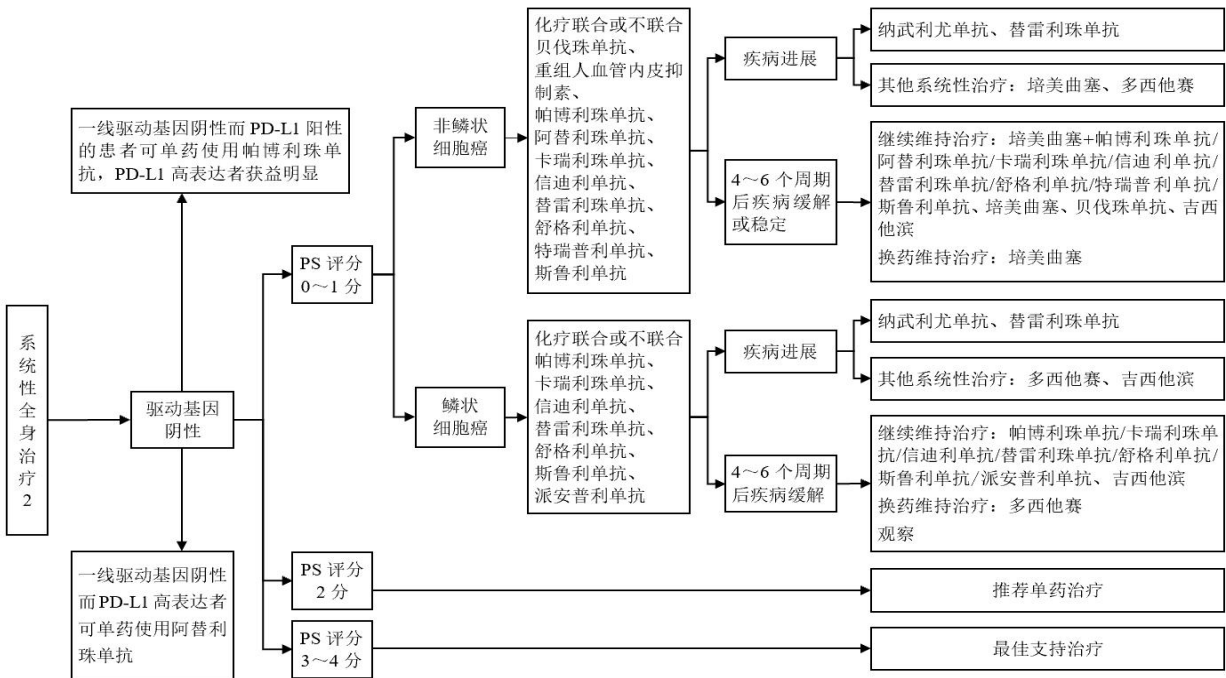 系
统
性
全
身
治
疗
2
一线驱动基因阴性而PD-L1 阳性
的患者可单药使用帕博利珠单
抗，PD-L1 高表达者获益明显
驱动基因
阴性
一线驱动基因阴性
而PD-L1 高表达者
可单药使用阿替利
珠单抗
PS 评分
0～1 分
非鳞状
细胞癌
化疗联合或不联合
贝伐珠单抗、
重组人血管内皮抑
制素、
帕博利珠单抗、
阿替利珠单抗、
卡瑞利珠单抗、
信迪利单抗、
替雷利珠单抗、
舒格利单抗、
特瑞普利单抗、
斯鲁利单抗
疾病进展
纳武利尤单抗、替雷利珠单抗
其他系统性治疗：培美曲塞、多西他赛
4～6 个周期
后疾病缓解
或稳定
继续维持治疗：培美曲塞+帕博利珠单抗/
阿替利珠单抗/卡瑞利珠单抗/信迪利单抗/
替雷利珠单抗/舒格利单抗/特瑞普利单抗/
斯鲁利单抗、培美曲塞、贝伐珠单抗、吉西
他滨
换药维持治疗：培美曲塞
鳞状
细胞癌
化疗联合或不联合
帕博利珠单抗、
卡瑞利珠单抗、
信迪利单抗、
替雷利珠单抗、
舒格利单抗、
斯鲁利单抗、
派安普利单抗
疾病进展
纳武利尤单抗、替雷利珠单抗
其他系统性治疗：多西他赛、吉西他滨
4～6 个周期
后疾病缓解
继续维持治疗：帕博利珠单抗/卡瑞利珠单
抗/信迪利单抗/替雷利珠单抗/舒格利单抗/
斯鲁利单抗/派安普利单抗、吉西他滨
换药维持治疗：多西他赛
观察
PS 评分
2 分
推荐单药治疗
PS 评分
3～4 分
最佳支持治疗